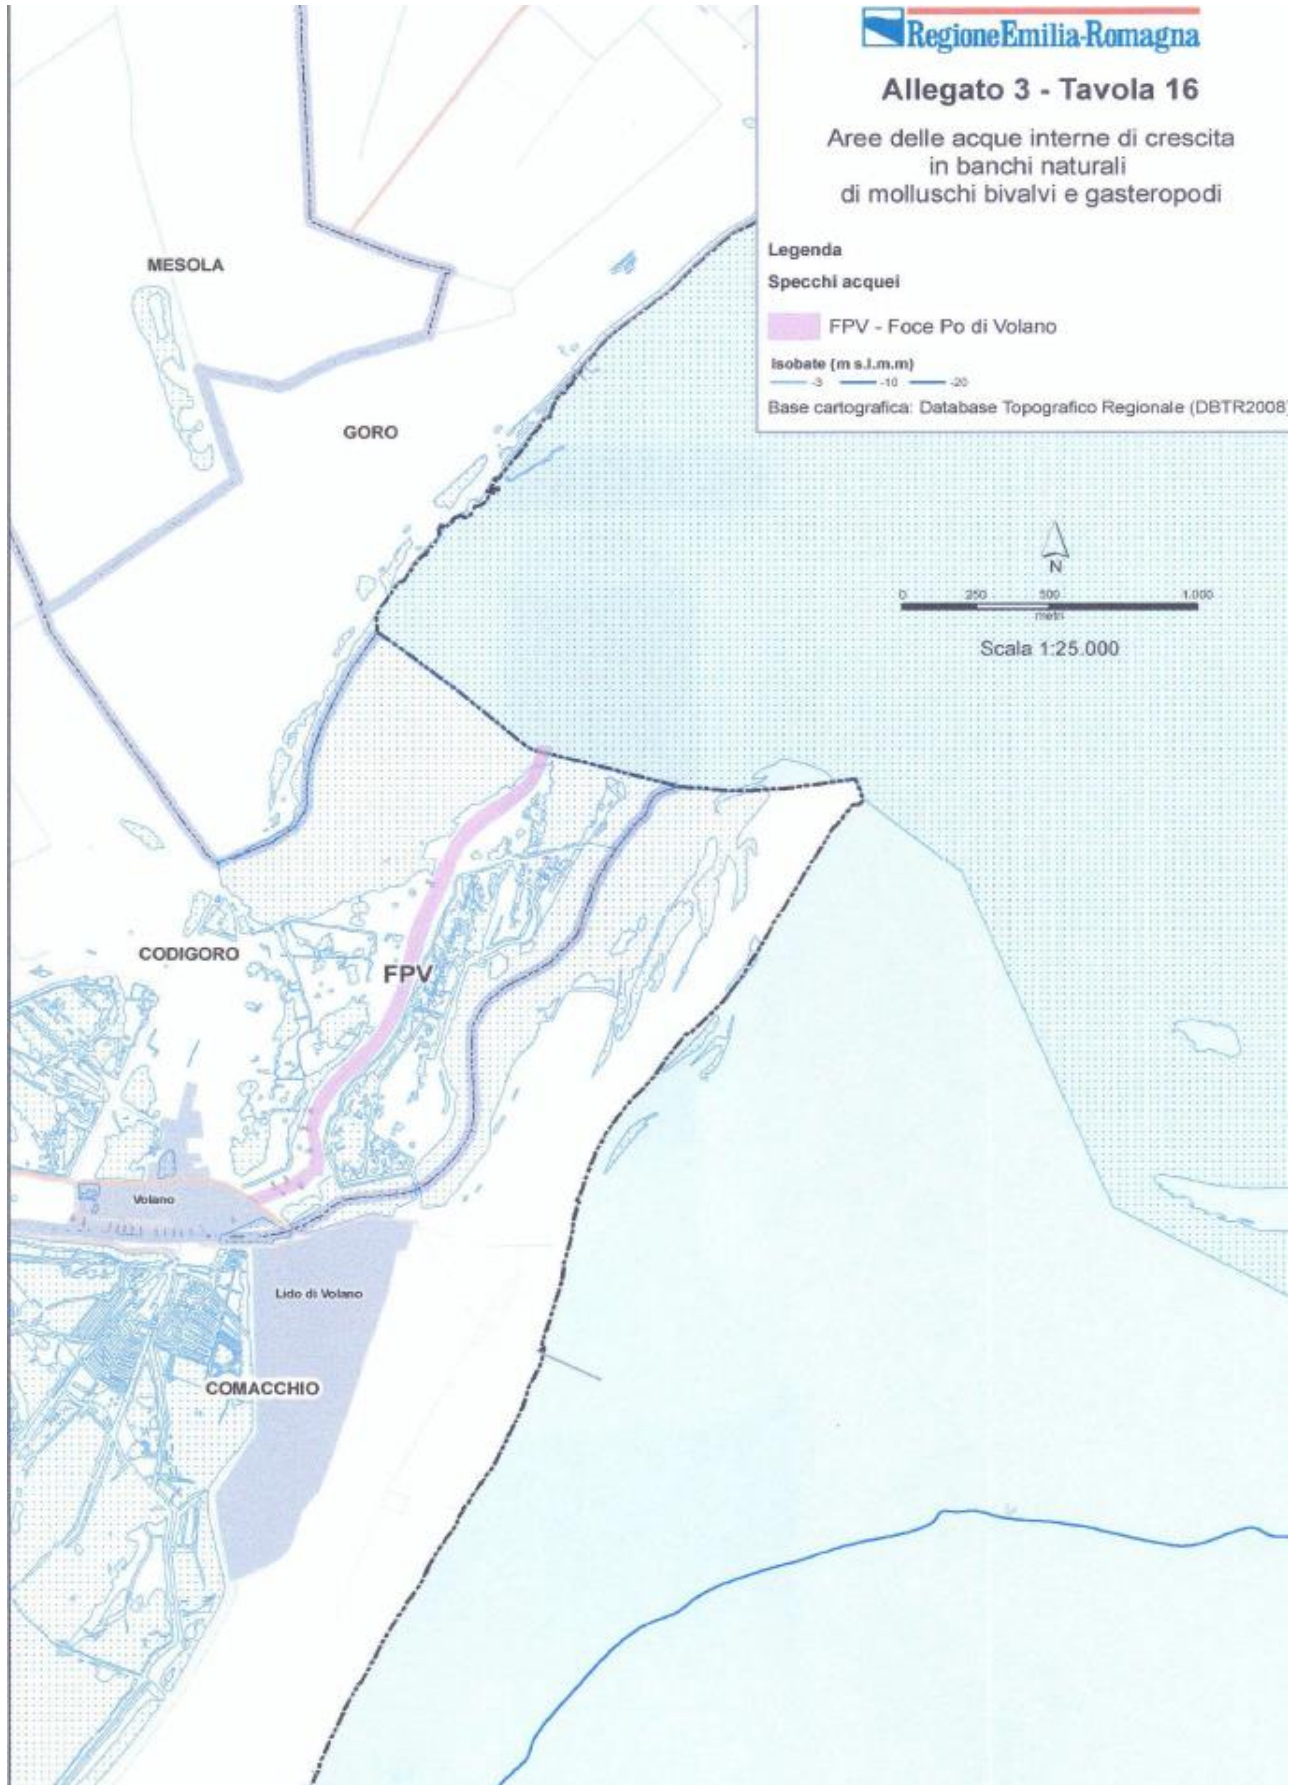 RegioneEmilia-Romagna
Allegato 3 - Tavola 16
Aree delle acque interne di crescita
in banchi naturali
di molluschi bivalvi e gasteropodi
Legenda
Specchi acquei
FPV - Foce Po di Volano
Isobate (m s.l.m.m)
-3 -10 -20
Base cartografica: Database Topografico Regionale (DBTR2008)
MESOLA
GORO
N
0 250 500 1.000
metri
Scala 1:25.000
CODIGORO
FPV
Volano
Lido di Volano
COMACCHIO